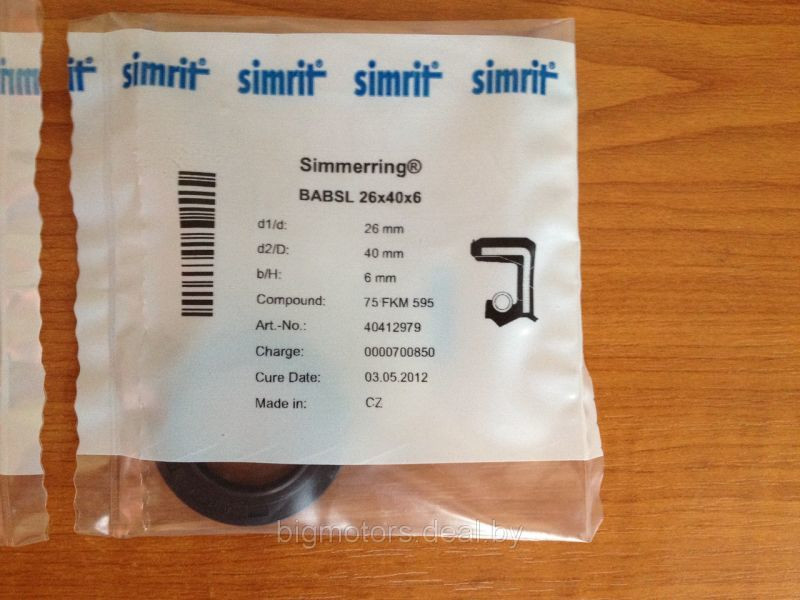 simrit simrit simrit simrit
Simmerring®
BABSL 26x40x6
d1/d: 26 mm
d2/D: 40 mm
b/H: 6 mm
Compound: 75 FKM 595
Art.-No.: 40412979
Charge: 0000700850
Cure Date: 03.05.2012
Made in: CZ
bigmotors.deal.by